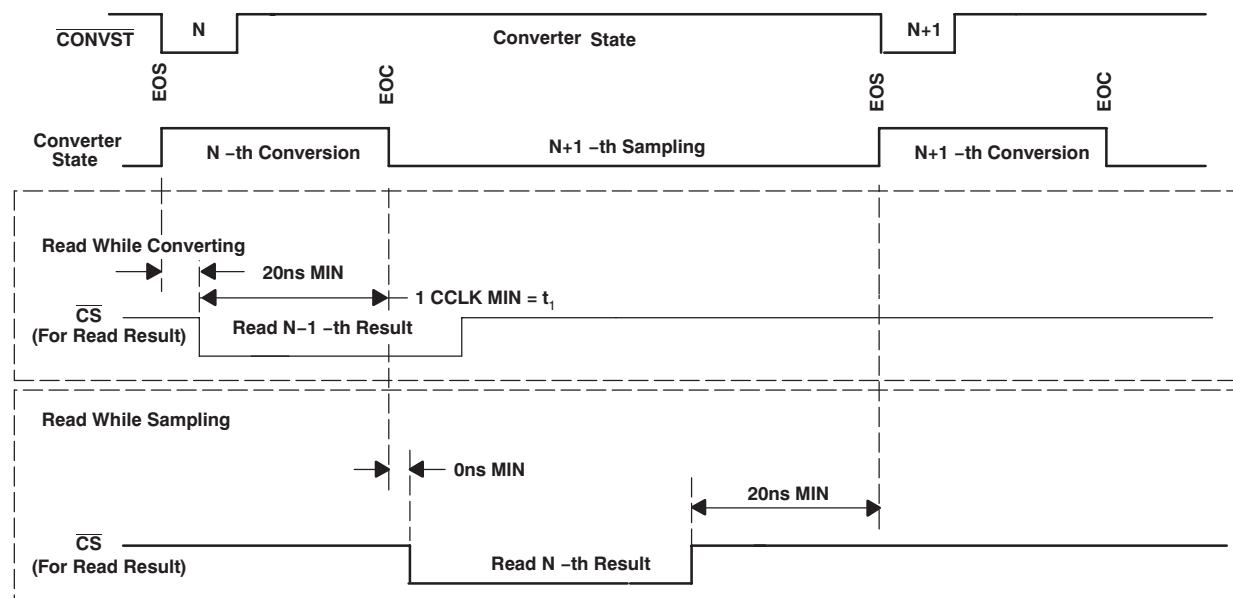 CONVST
N
Converter State
N+1
EOS
EOC
EOS
EOC
Converter
State
N −th Conversion
N+1 −th Sampling
N+1 −th Conversion
Read While Converting
20ns MIN
1 CCLK MIN = t1
CS
(For Read Result)
Read N−1 −th Result
Read While Sampling
0ns MIN
20ns MIN
CS
(For Read Result)
Read N −th Result